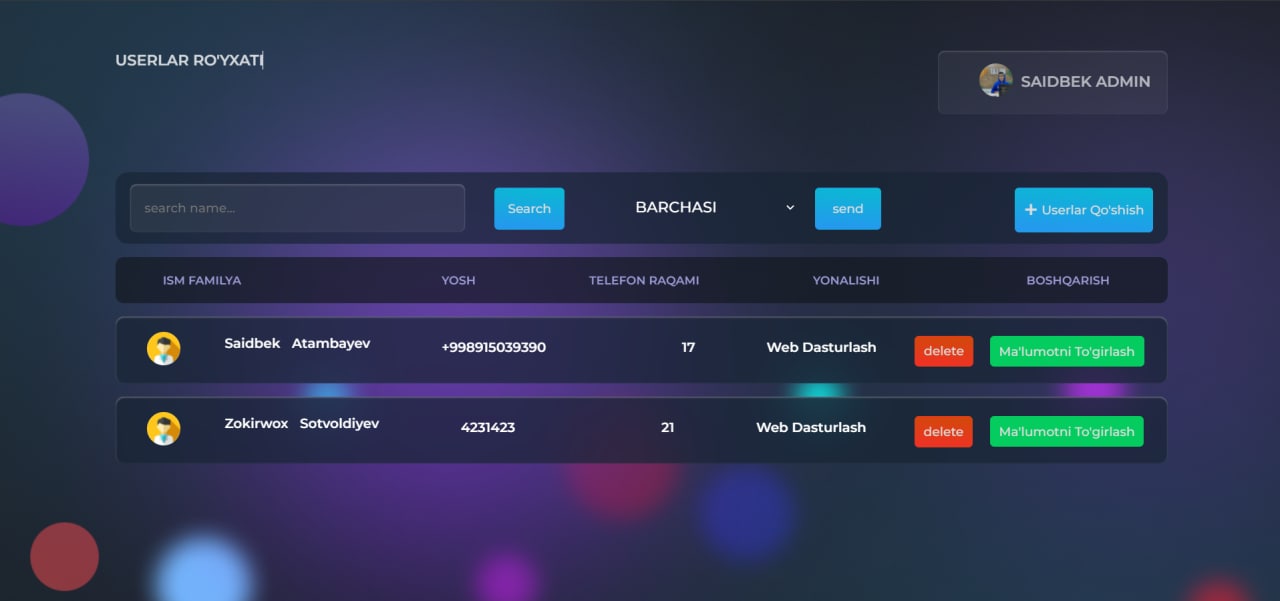 USERLAR RO'YXATI
SAIDBEK ADMIN
search name...
Search
BARCHASI
send
+ Userlar Qo'shish
ISM FAMILYA YOSH TELEFON RAQAMI YONALISHI BOSHQARISH
Saidbek Atambayev +998915039390 17 Web Dasturlash delete Ma'lumotni To'girlash
Zokirwox Sotvoldiyev 4231423 21 Web Dasturlash delete Ma'lumotni To'girlash